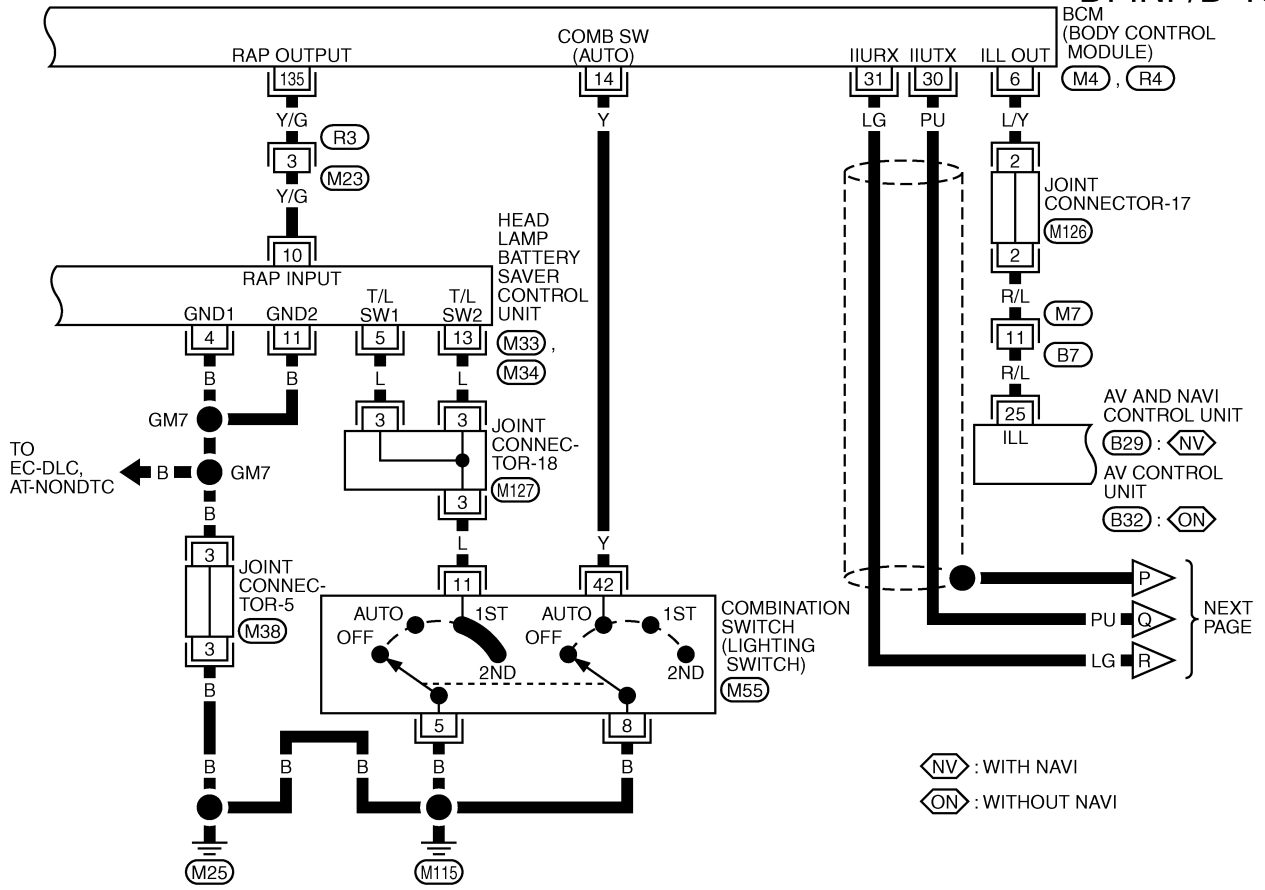 BCM
(BODY CONTROL
MODULE)
M4 , R4
RAP OUTPUT
COMB SW
(AUTO)
IIURX IIUTX ILL OUT
135
14
31 30 6
Y/G
Y
LG PU L/Y
R3
3
M23
Y/G
10
RAP INPUT
HEAD
LAMP
BATTERY
SAVER
CONTROL
UNIT
M33 ,
M34
GND1 GND2
T/L
SW1
T/L
SW2
4 11 5 13
B B L L
2
JOINT
CONNECTOR-17
M126
2
R/L
M7
11
B7
R/L
25
ILL
AV AND NAVI
CONTROL UNIT
B29 : NV
AV CONTROL
UNIT
B32 : ON
GM7
3 3
JOINT
CONNEC-
TOR-18
M127
3
TO
EC-DLC,
AT-NONDTC
B
GM7
B
L
Y
3
JOINT
CONNEC-
TOR-5
M38
3
B
11 42
AUTO 1ST
OFF
2ND
AUTO 1ST
OFF
2ND
COMBINATION
SWITCH
(LIGHTING
SWITCH)
M55
5 8
P
PU Q
LG R
NEXT
PAGE
B B B B B
M25
M115
NV : WITH NAVI
ON : WITHOUT NAVI